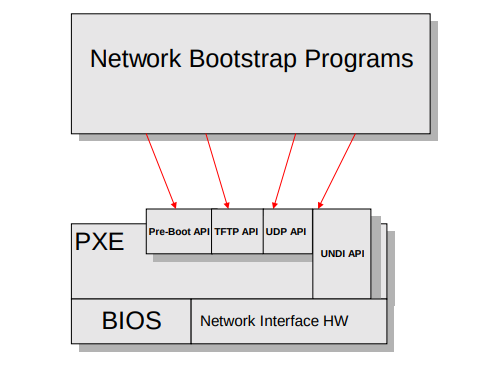 Network Bootstrap Programs
Pre-Boot API
TFTP API
UDP API
PXE
UNDI API
BIOS
Network Interface HW